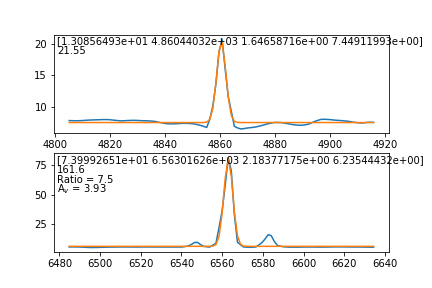 [1.30856493e+01 4.86044032e+03 1.64658716e+00 7.44911993e+00]
21.55
20
15
10
4800 4820 4840 4860 4880 4900 4920
[7.39992651e+01 6.56301626e+03 2.18377175e+00 6.23544432e+00]
75
161.6
Ratio = 7.5
Aᵥ = 3.93
50
25
6480 6500 6520 6540 6560 6580 6600 6620 6640